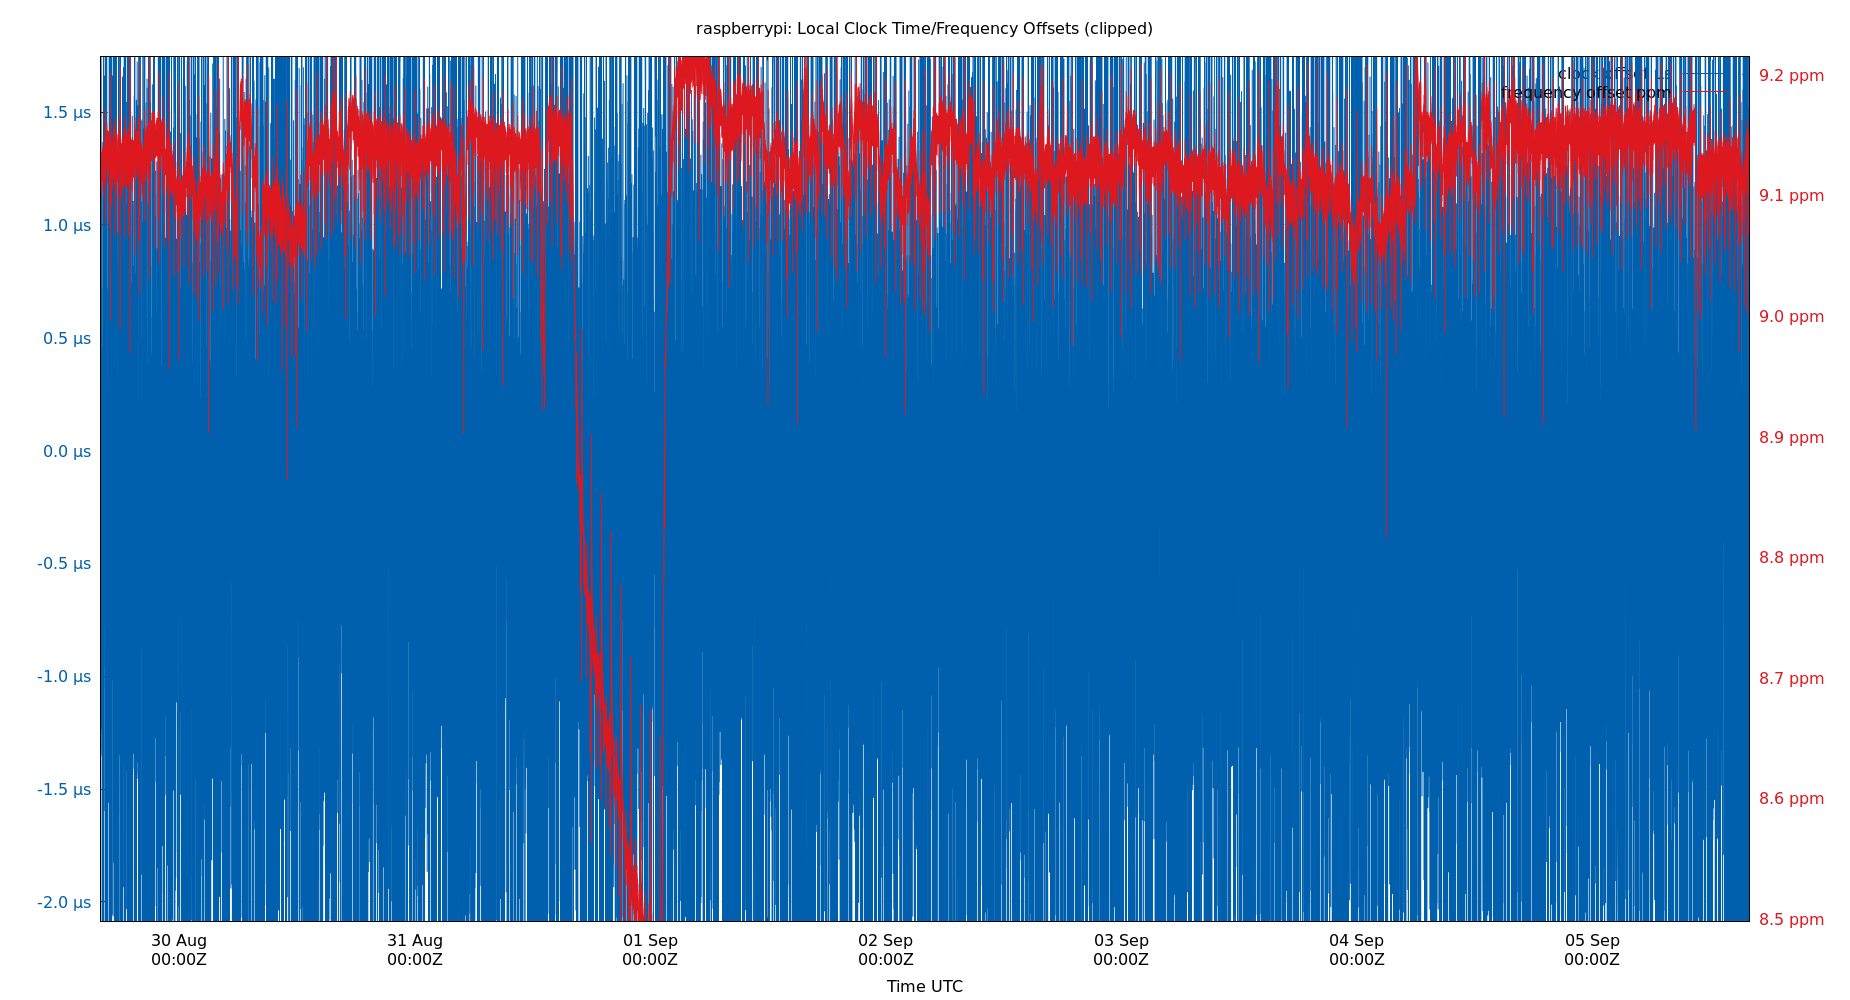 raspberrypi: Local Clock Time/Frequency Offsets (clipped)
clock offset
frequency offset ppm
1.5 µs
1.0 µs
0.5 µs
0.0 µs
-0.5 µs
-1.0 µs
-1.5 µs
-2.0 µs
9.2 ppm
9.1 ppm
9.0 ppm
8.9 ppm
8.8 ppm
8.7 ppm
8.6 ppm
8.5 ppm
30 Aug 31 Aug 01 Sep 02 Sep 03 Sep 04 Sep 05 Sep
00:00Z 00:00Z 00:00Z 00:00Z 00:00Z 00:00Z 00:00Z
Time UTC